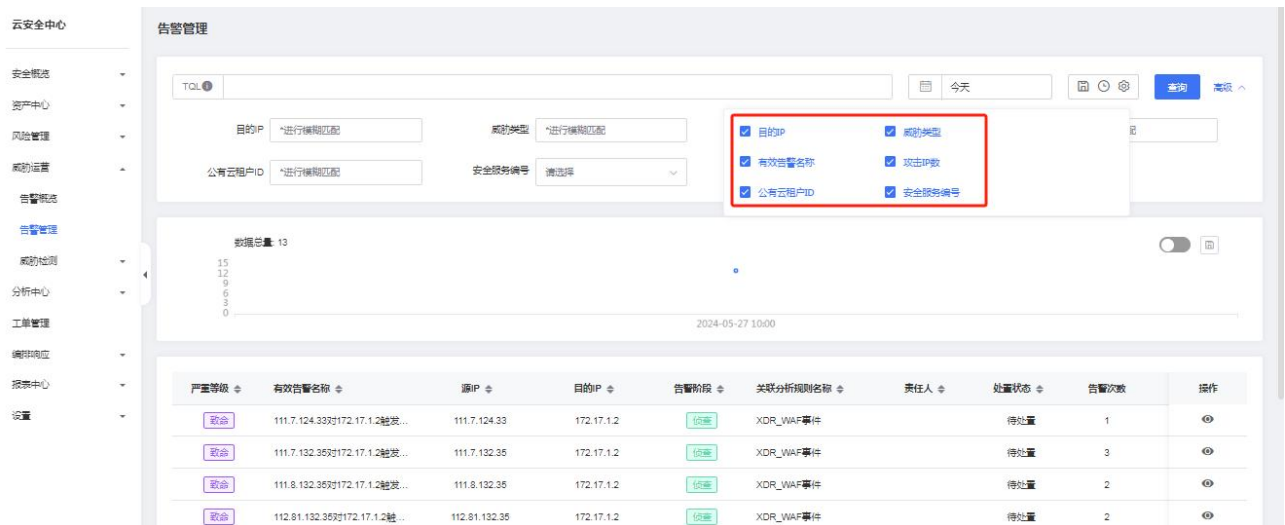 云安全中心
告警管理
安全概览
资产中心
风险管理
威胁运营
告警概览
告警管理
威胁检测
分析中心
工单管理
编排响应
报表中心
设置
TQL
今天
查询
高级
目的IP *进行模糊匹配
威胁类型 *进行模糊匹配
公有云租户ID *进行模糊匹配
安全服务编号 请选择
目的IP 威胁类型
有效告警名称 攻击IP数
公有云租户ID 安全服务编号
数据总量: 13
15
12
9
6
3
0
2024-05-27 10:00
严重等级 有效告警名称 源IP 目的IP 告警阶段 关联分析规则名称 责任人 处置状态 告警次数 操作
致命 111.7.124.33对172.17.1.2触发... 111.7.124.33 172.17.1.2 侦查 XDR_WAF事件 待处置 1
致命 111.7.132.35对172.17.1.2触发... 111.7.132.35 172.17.1.2 侦查 XDR_WAF事件 待处置 3
致命 111.8.132.35对172.17.1.2触发... 111.8.132.35 172.17.1.2 侦查 XDR_WAF事件 待处置 2
致命 112.81.132.35对172.17.1.2触... 112.81.132.35 172.17.1.2 侦查 XDR_WAF事件 待处置 2